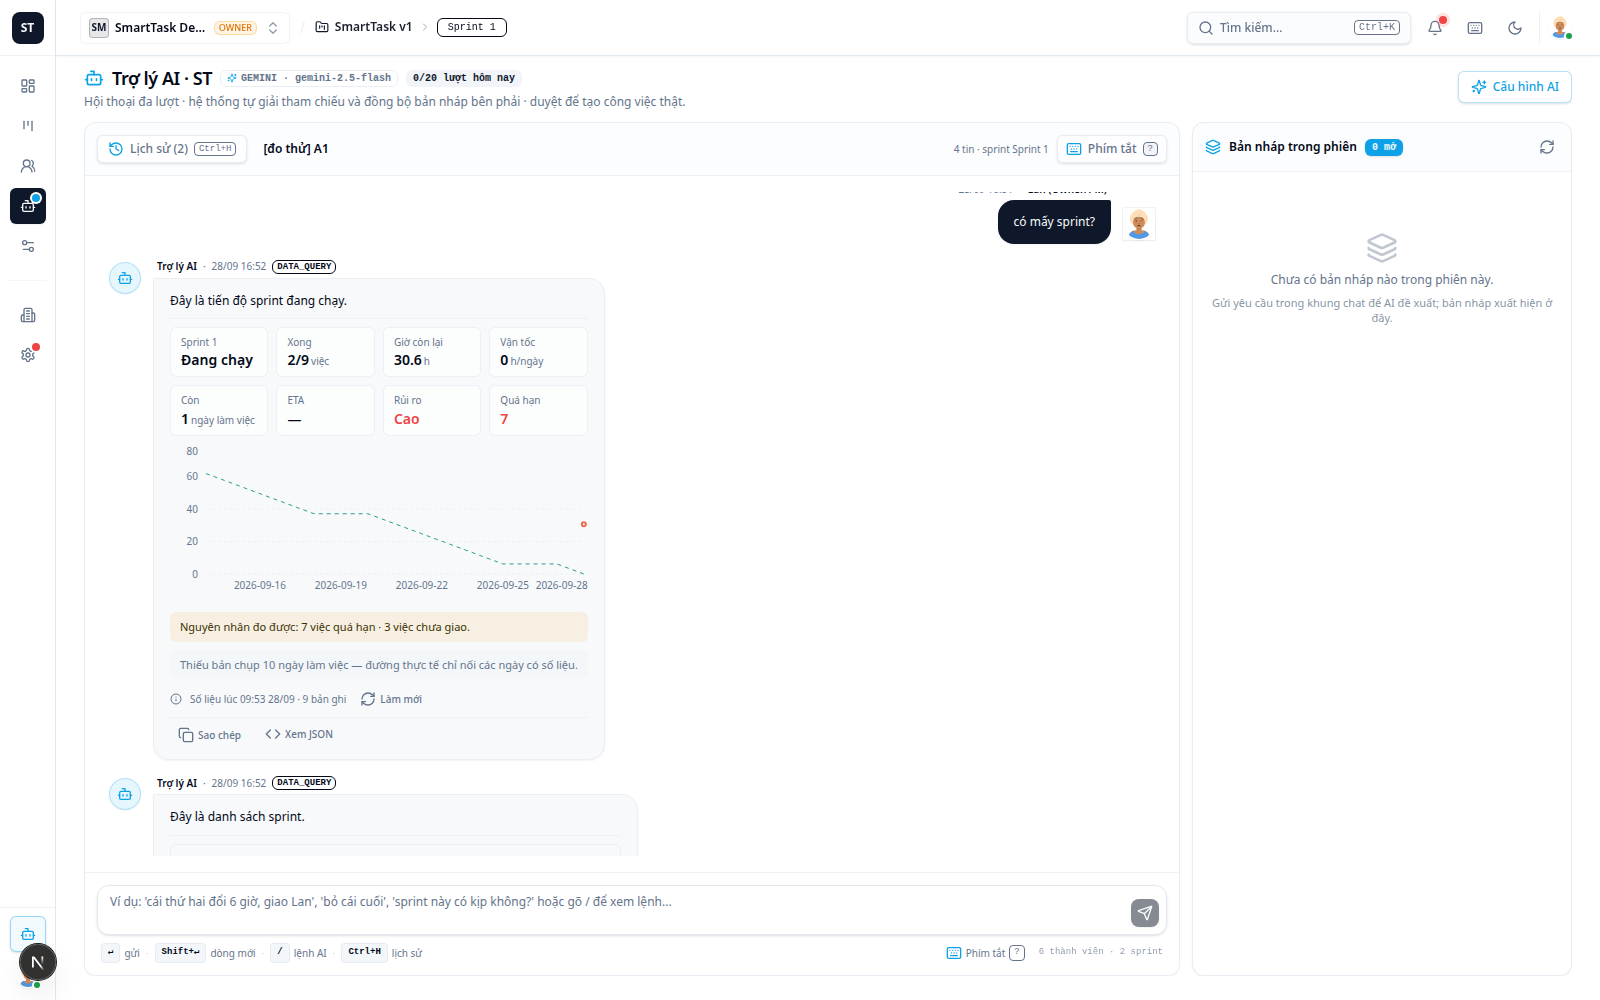 ST
SM SmartTask De... OWNER / SmartTask v1 > Sprint 1
Tìm kiếm... Ctrl+K
Trợ lý AI · ST GEMINI · gemini-2.5-flash 0/20 lượt hôm nay
Hội thoại đa lượt · hệ thống tự giải tham chiếu và đồng bộ bản nháp bên phải · duyệt để tạo công việc thật.
Cấu hình AI
Lịch sử (2) Ctrl+H [đo thử] A1
4 tin · sprint Sprint 1 Phím tắt ?
có mấy sprint?
Trợ lý AI · 28/09 16:52 DATA_QUERY
Đây là tiến độ sprint đang chạy.
Sprint 1 Xong Giờ còn lại Vận tốc
Đang chạy 2/9 việc 30.6 h 0 h/ngày
Còn ETA Rủi ro Quá hạn
1 ngày làm việc — Cao 7
80
60
40
20
0
2026-09-16 2026-09-19 2026-09-22 2026-09-25 2026-09-28
Nguyên nhân đo được: 7 việc quá hạn · 3 việc chưa giao.
Thiếu bản chụp 10 ngày làm việc — đường thực tế chỉ nối các ngày có số liệu.
Số liệu lúc 09:53 28/09 · 9 bản ghi Làm mới
Sao chép Xem JSON
Trợ lý AI · 28/09 16:52 DATA_QUERY
Đây là danh sách sprint.
Ví dụ: 'cái thứ hai đổi 6 giờ, giao Lan', 'bỏ cái cuối', 'sprint này có kịp không?' hoặc gõ / để xem lệnh...
↵ gửi · Shift+↵ dòng mới · / lệnh AI · Ctrl+H lịch sử
Phím tắt ? 6 thành viên · 2 sprint
Bản nháp trong phiên 0 mở
Chưa có bản nháp nào trong phiên này.
Gửi yêu cầu trong khung chat để AI đề xuất; bản nháp xuất hiện ở
đây.
N